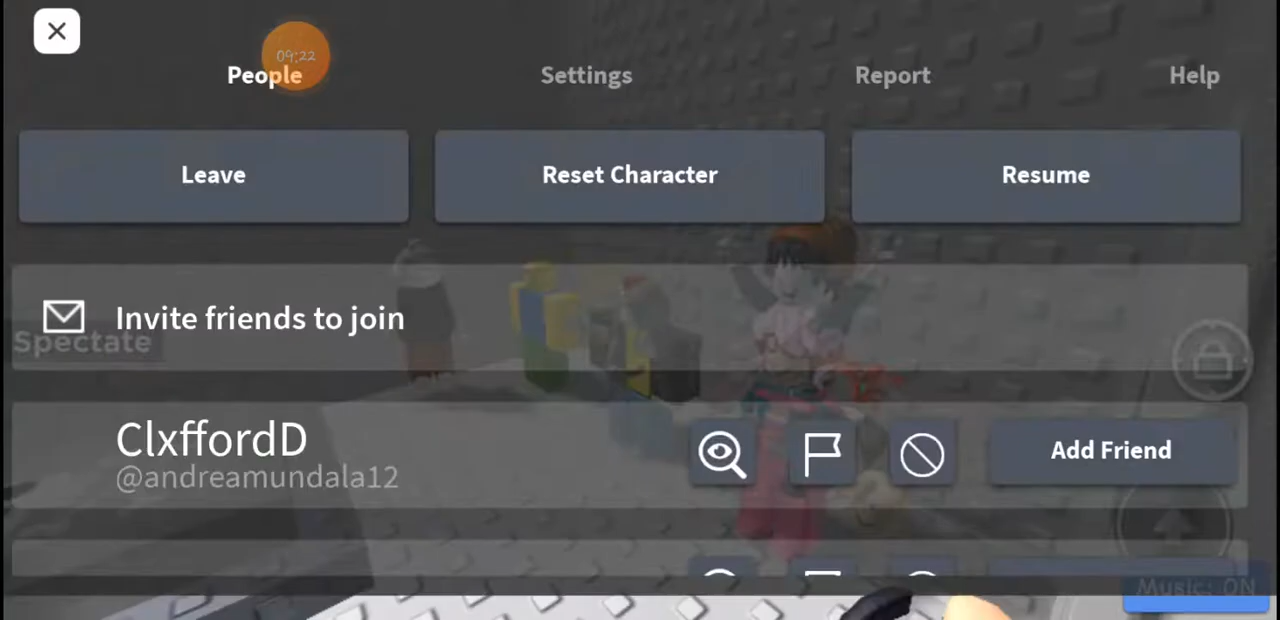 09:22
People
Settings
Report
Help
Leave
Reset Character
Resume
Invite friends to join
Spectate
ClxffordD
@andreamundala12
Add Friend
Music: ON